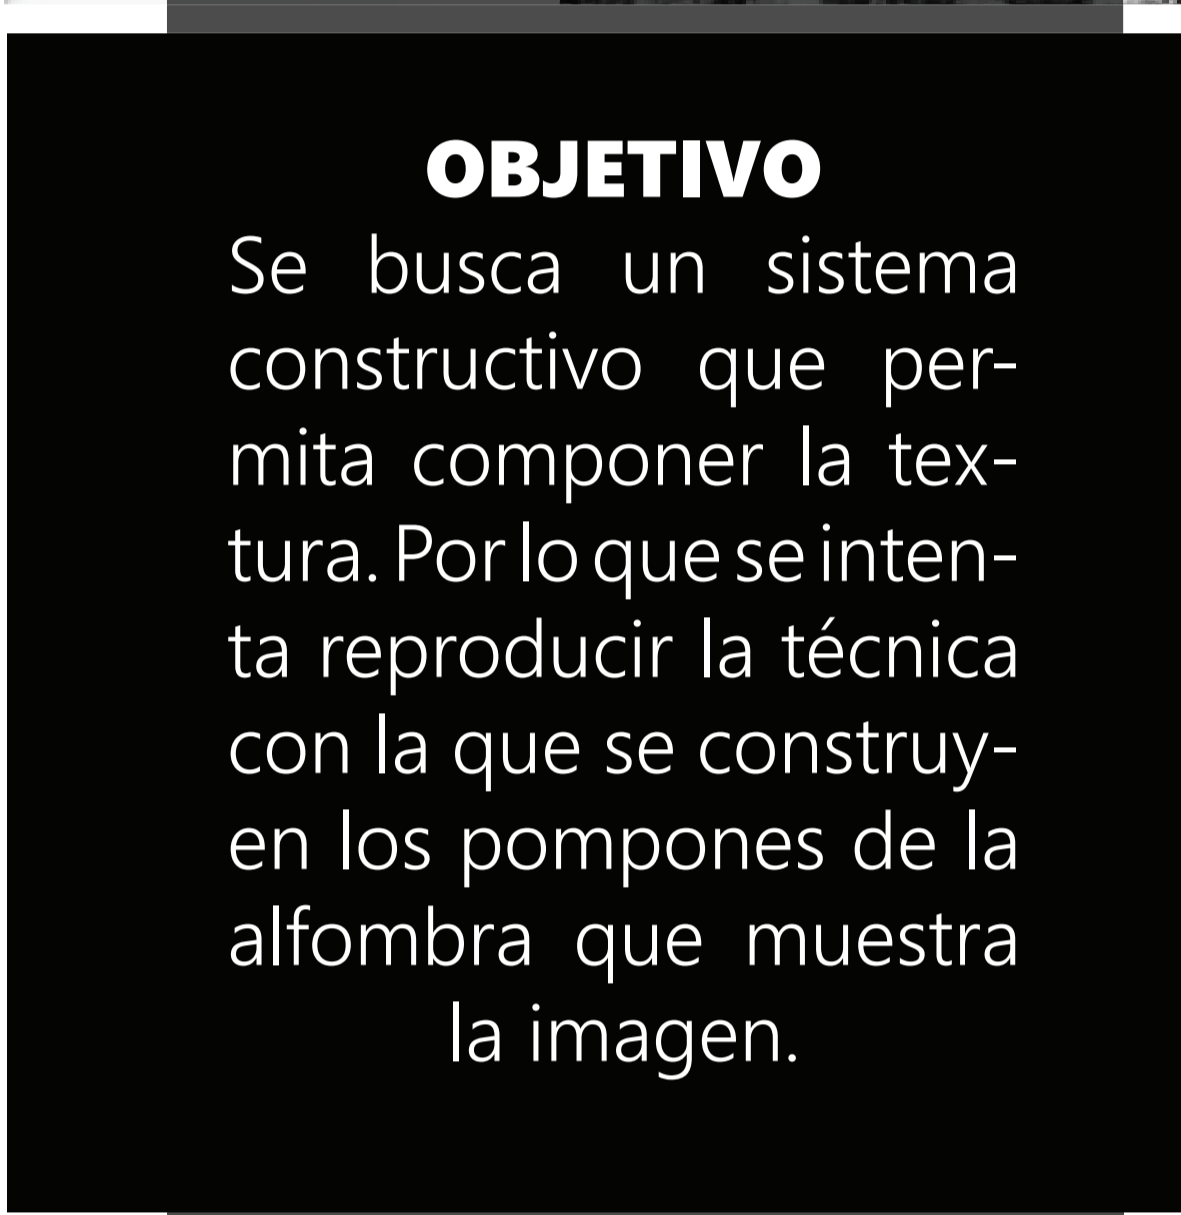 OBJETIVO
Se busca un sistema
constructivo que per-
mita componer la tex-
tura. Por lo que se inten-
ta reproducir la técnica
con la que se construy-
en los pompones de la
alfombra que muestra
la imagen.